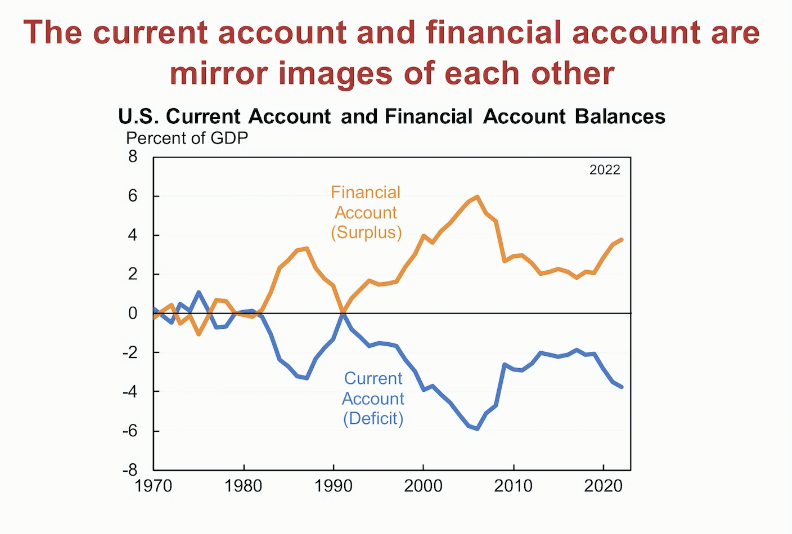 The current account and financial account are
mirror images of each other
U.S. Current Account and Financial Account Balances
Percent of GDP
8
2022
6
Financial
Account
(Surplus)
4
2
0
-2
Current
Account
(Deficit)
-4
-6
-8
1970 1980 1990 2000 2010 2020